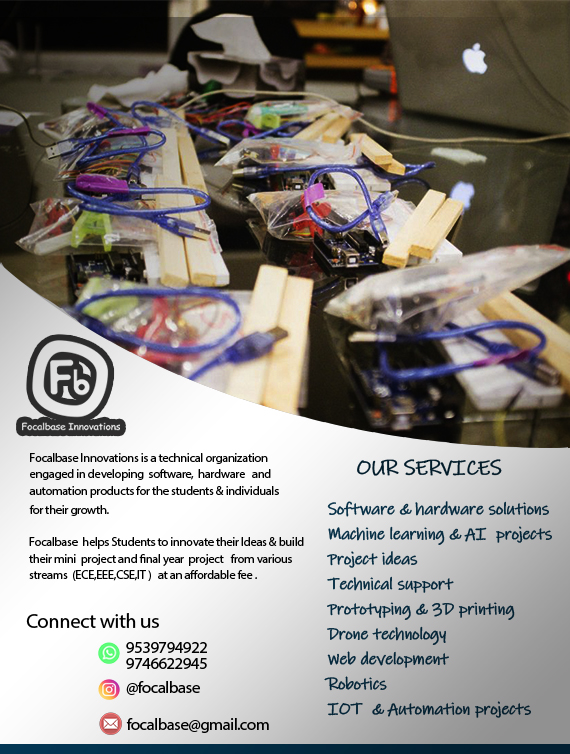 Fb
Focalbase Innovations
Focalbase Innovations is a technical organization
engaged in developing software, hardware and
automation products for the students & individuals
for their growth.
Focalbase helps Students to innovate their Ideas & build
their mini project and final year project from various
streams (ECE,EEE,CSE,IT ) at an affordable fee .
Connect with us
9539794922
9746622945
@focalbase
focalbase@gmail.com
OUR SERVICES
Software & hardware solutions
Machine learning & AI projects
Project ideas
Technical support
Prototyping & 3D printing
Drone technology
Web development
Robotics
IOT & Automation projects